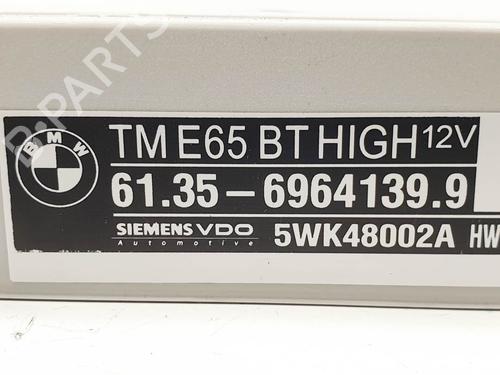 B-PARTS
BMW
TM E65 BT HIGH 12V
61.35-6964139.9
SIEMENS VDO 5WK48002A HW
Automotive